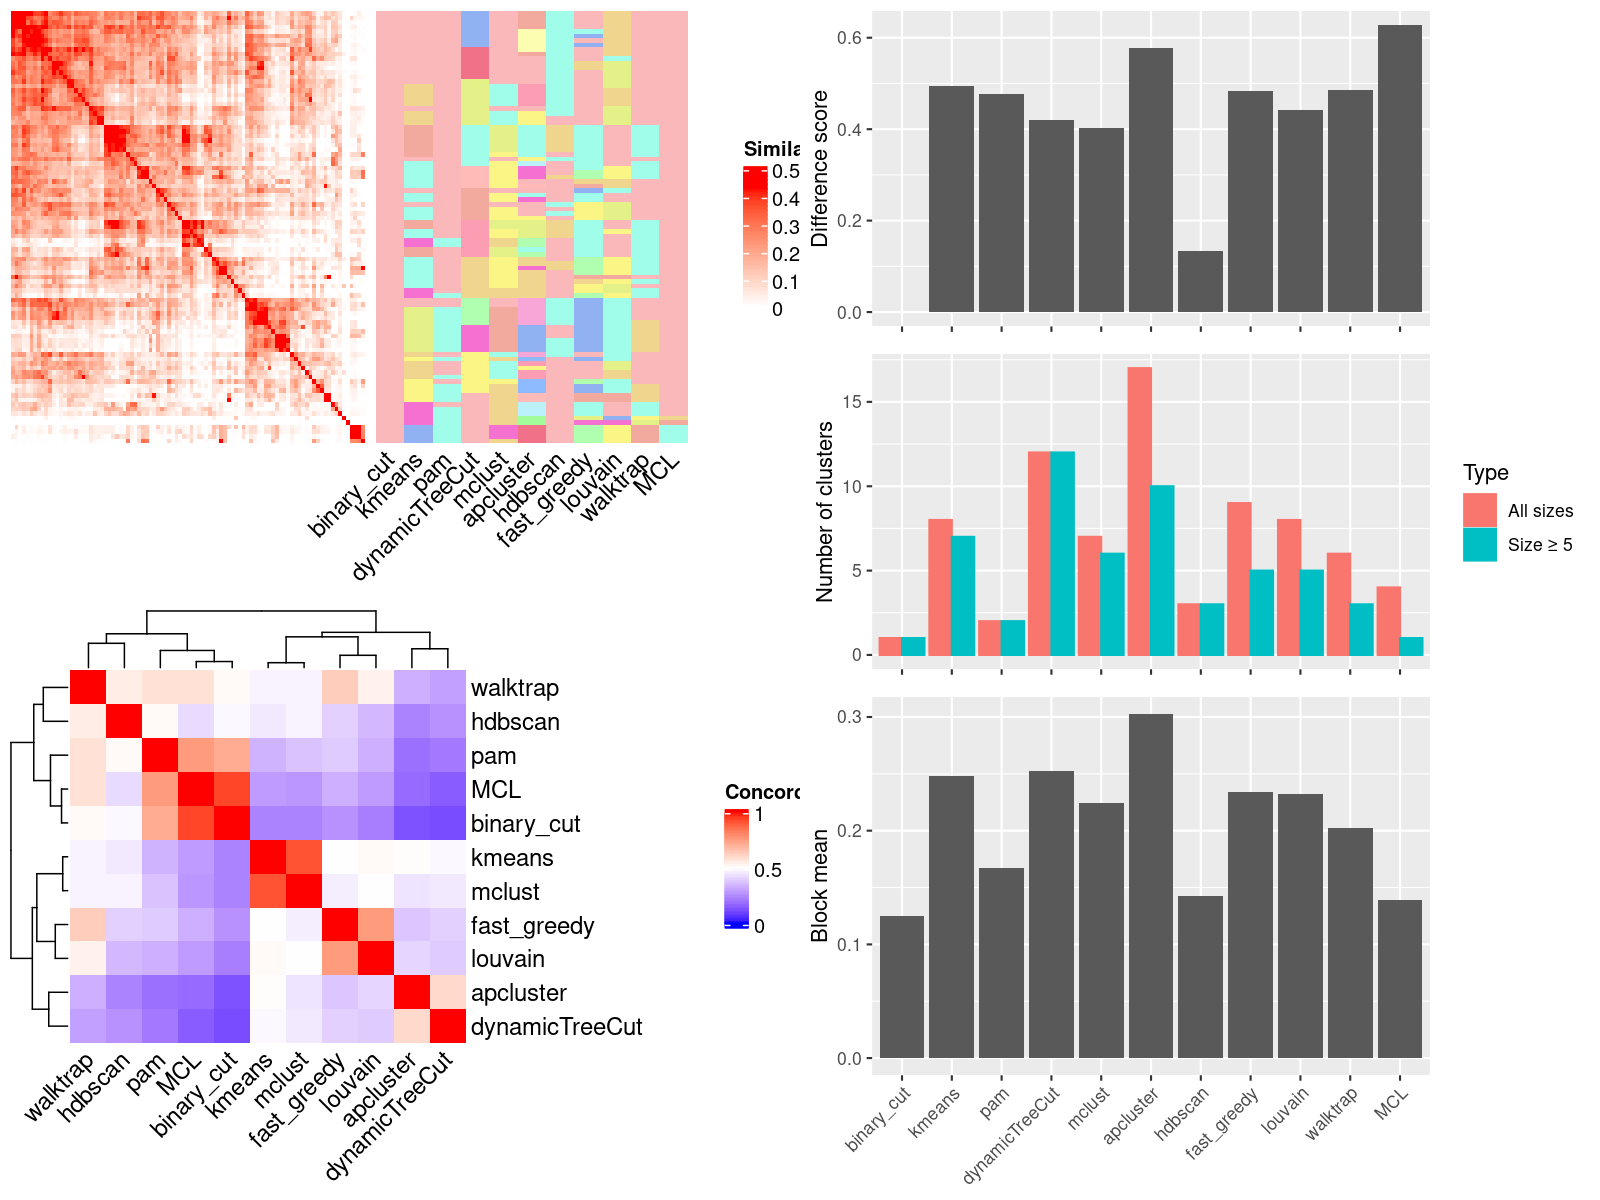 Simila
0.5
0.4
0.3
0.2
0.1
0
binary_cut
kmeans
pam
dynamicTreeCut
mclust
apcluster
hdbscan
fast_greedy
louvain
walktrap
MCL
walktrap
hdbscan
pam
MCL
binary_cut
kmeans
mclust
fast_greedy
louvain
apcluster
dynamicTreeCut
walktrap
hdbscan
pam
MCL
binary_cut
kmeans
mclust
fast_greedy
louvain
apcluster
dynamicTreeCut
Concord
1
0.5
0
Difference score
0.6
0.4
0.2
0.0
Number of clusters
15
10
5
0
Type
All sizes
Size ≥ 5
Block mean
0.3
0.2
0.1
0.0
binary_cut
kmeans
pam
dynamicTreeCut
mclust
apcluster
hdbscan
fast_greedy
louvain
walktrap
MCL